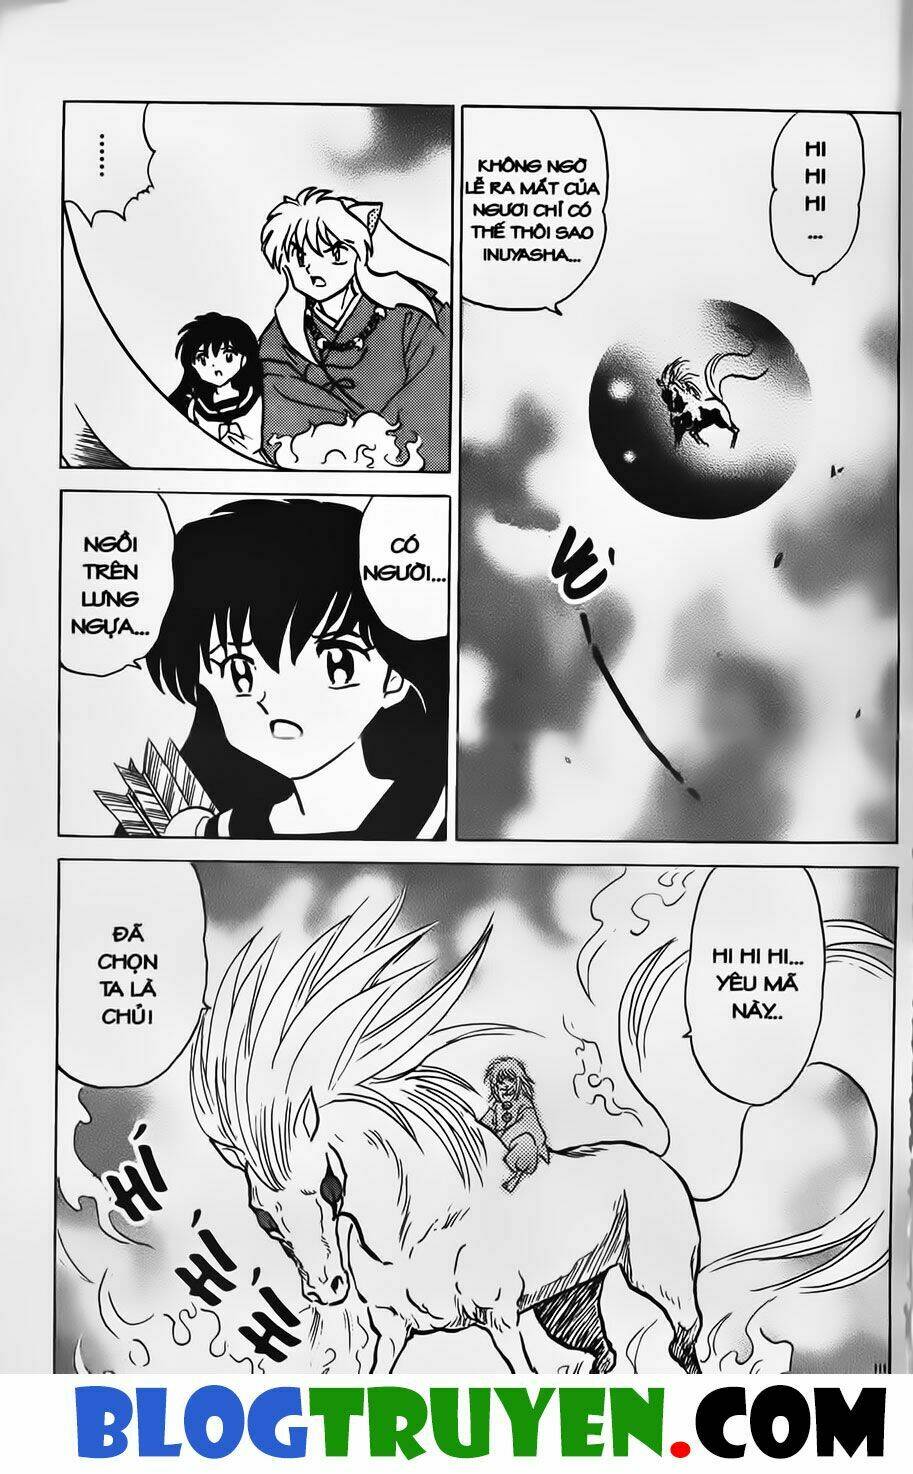 HI
HI
HI
...
KHÔNG NGỜ
LẼ RA MẮT CỦA
NGƯƠI CHỈ CÓ
THẾ THÔI SAO
INUYASHA...
VÙ
......
CÓ
NGƯỜI...
NGỒI
TRÊN
LƯNG
NGỰA...
HI HI HI...
YÊU MÃ
NÀY...
ĐÃ
CHỌN
TA LÀ
CHỦ!
HÍ
HÍ
HÍ
BLOGTRUYEN.COM